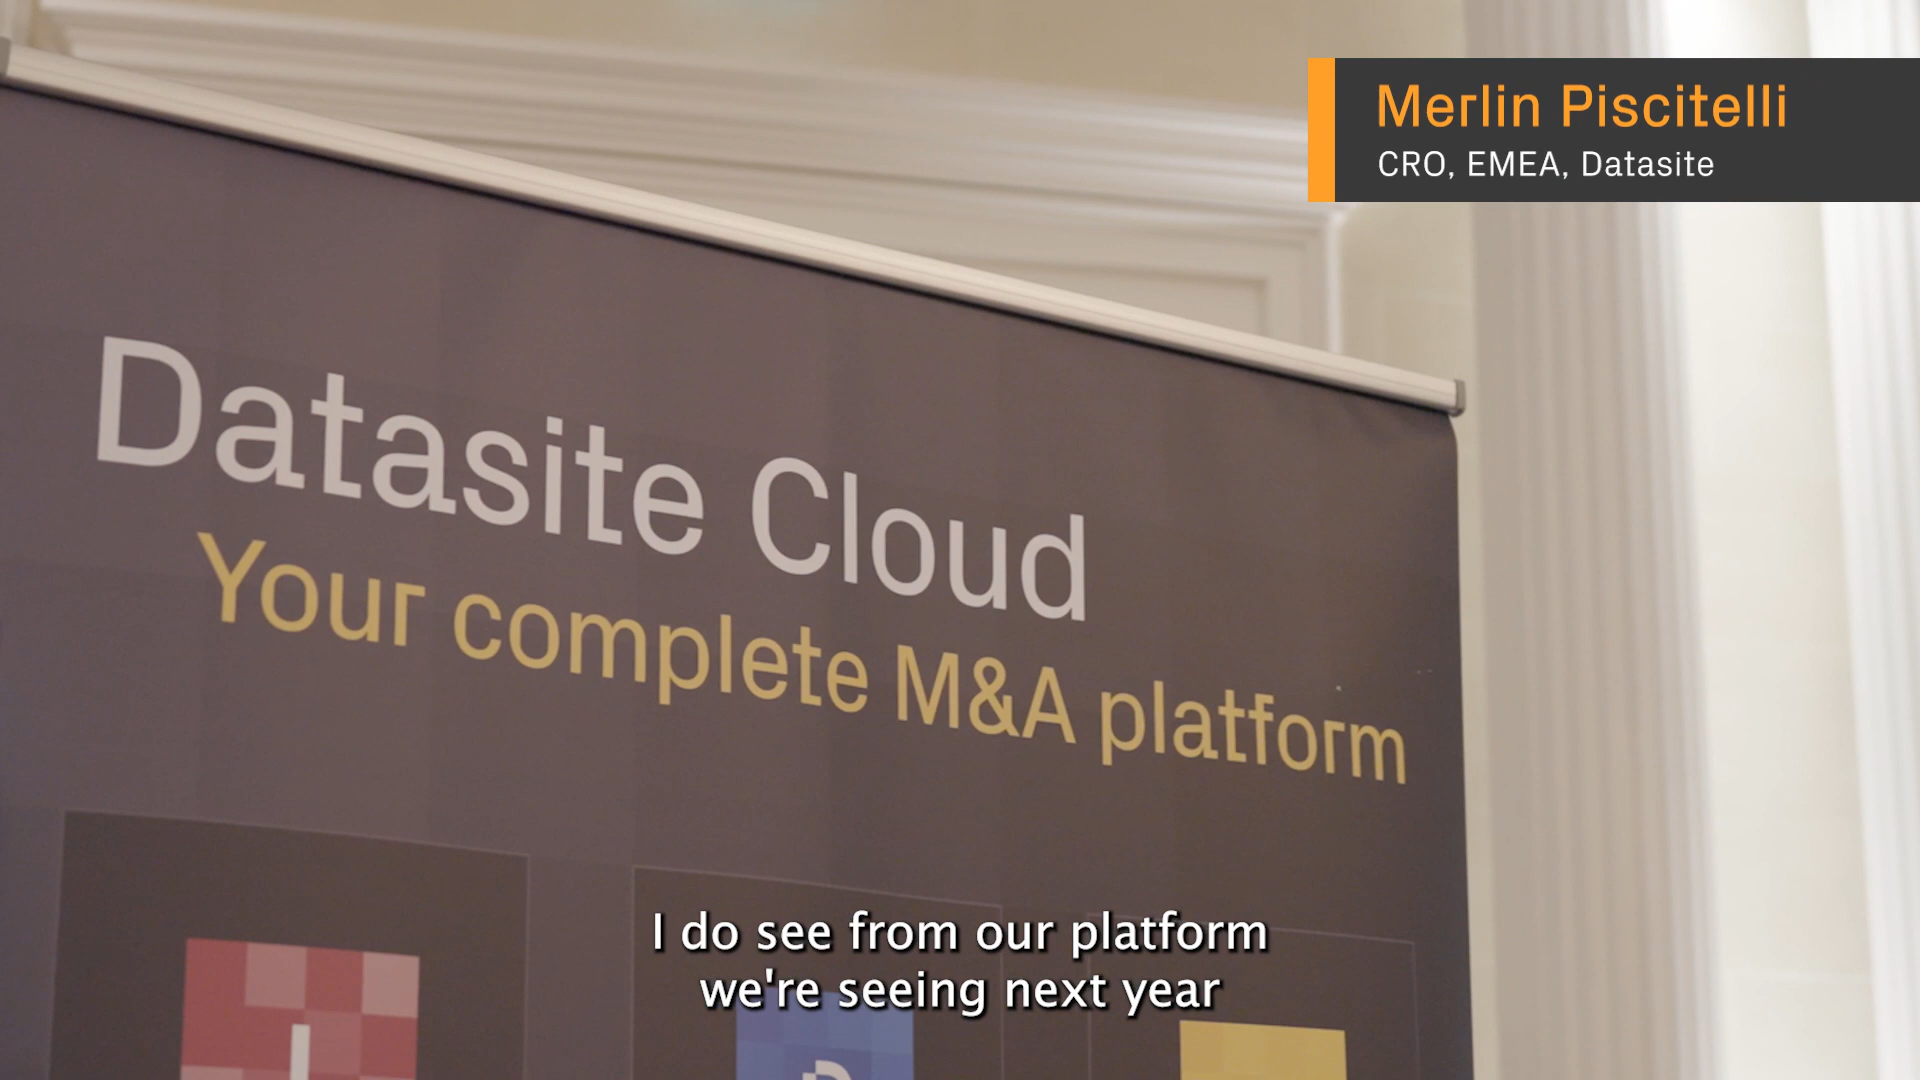 Merlin Piscitelli
CRO, EMEA, Datasite
Datasite Cloud
Your complete M&A platform
I do see from our platform
we're seeing next year